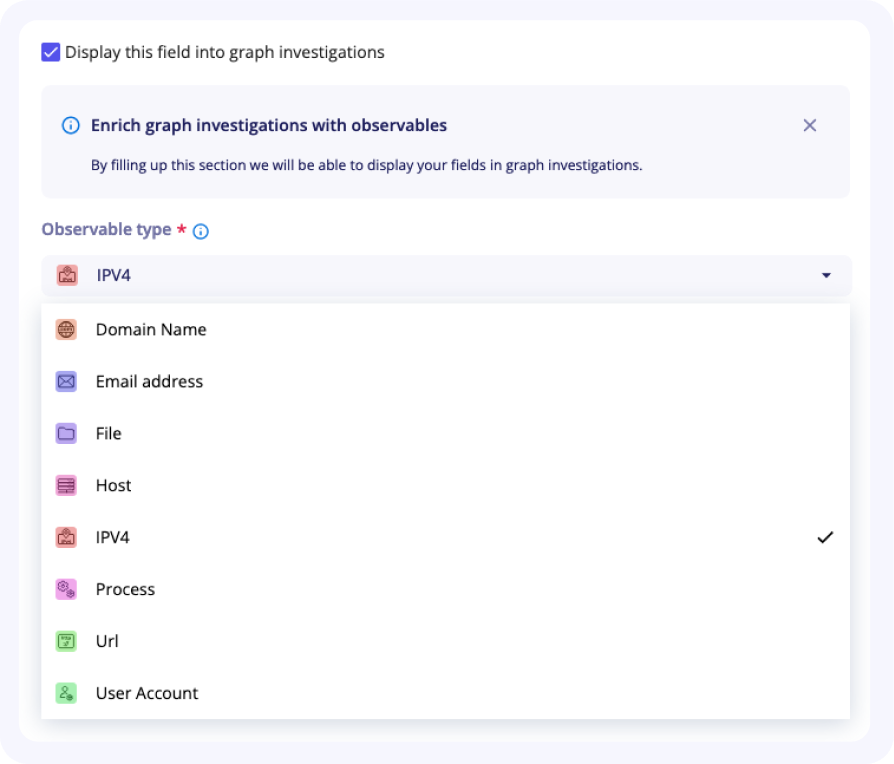 Display this field into graph investigations
Enrich graph investigations with observables
By filling up this section we will be able to display your fields in graph investigations.
Observable type *
IPV4
Domain Name
Email address
File
Host
IPV4
Process
Url
User Account